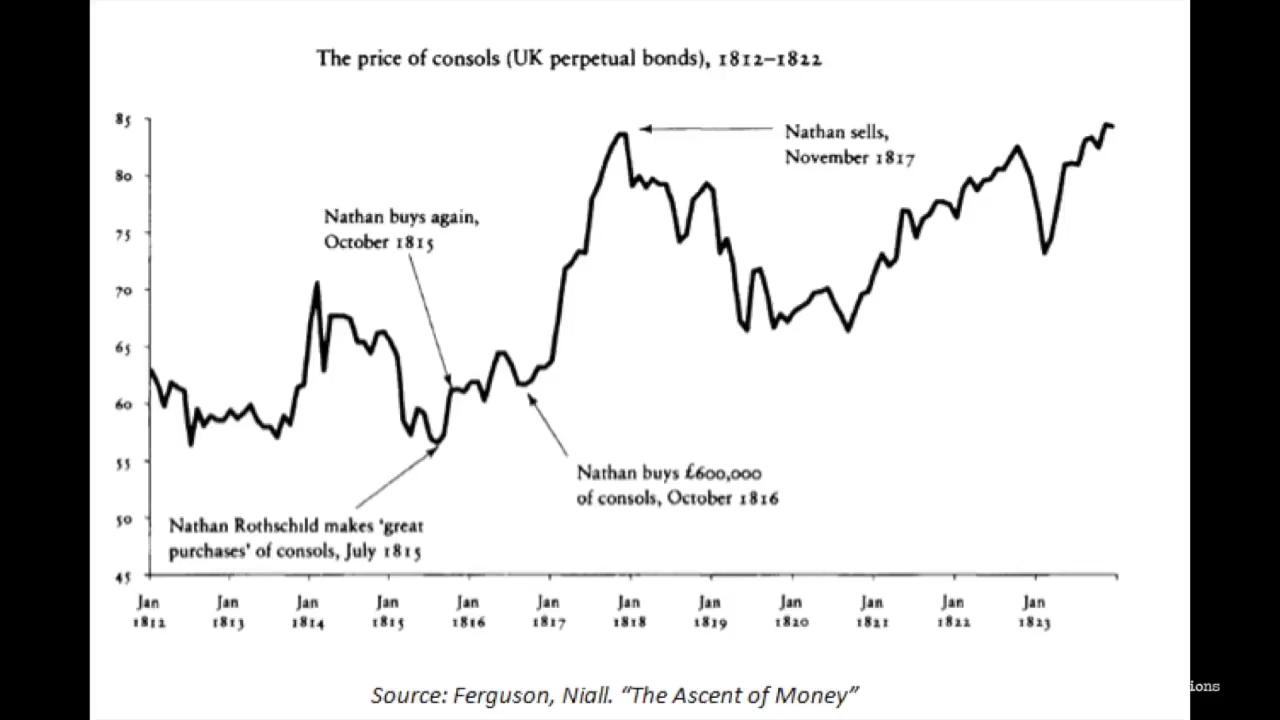 The price of consols (UK perpetual bonds), 1812–1822
85
80
75
70
65
60
55
50
45
Nathan sells,
November 1817
Nathan buys again,
October 1815
Nathan buys £600,000
of consols, October 1816
Nathan Rothschild makes ‘great
purchases’ of consols, July 1815
Jan Jan Jan Jan Jan Jan Jan Jan Jan Jan Jan Jan
1812 1813 1814 1815 1816 1817 1818 1819 1820 1821 1822 1823
Source: Ferguson, Niall. “The Ascent of Money”
ions